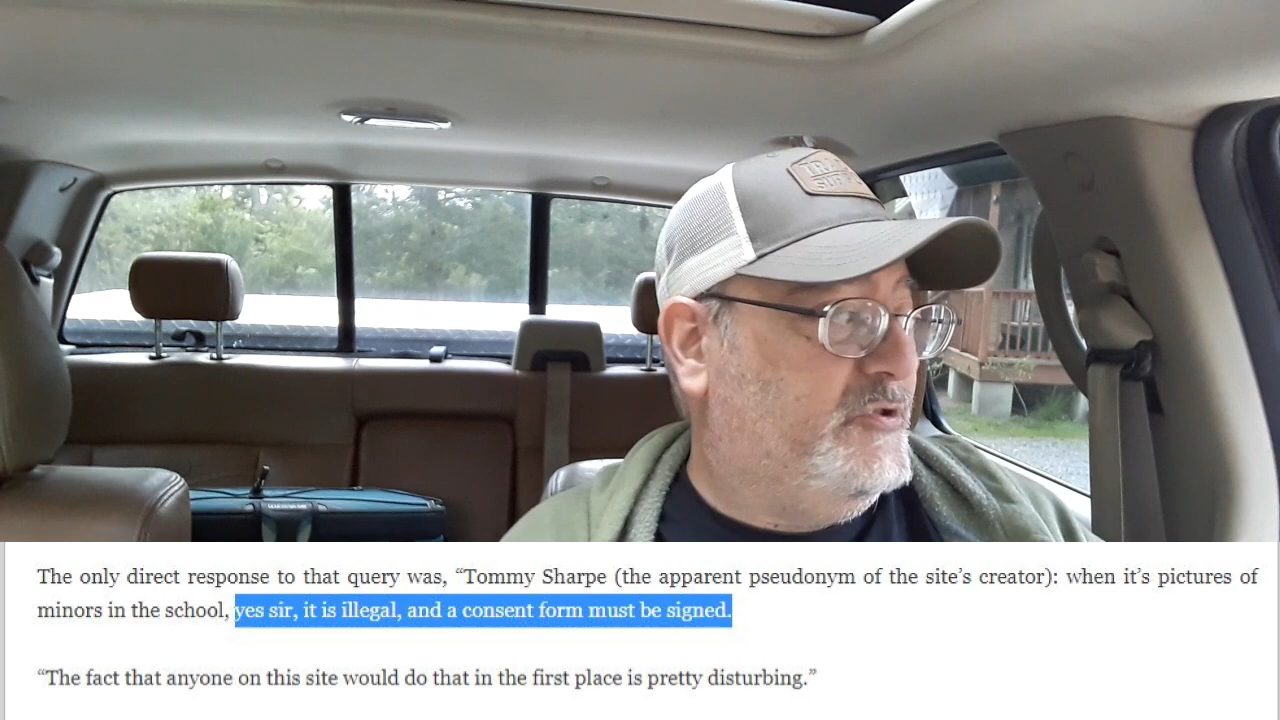 The only direct response to that query was, “Tommy Sharpe (the apparent pseudonym of the site’s creator): when it’s pictures of
minors in the school, yes sir, it is illegal, and a consent form must be signed.
“The fact that anyone on this site would do that in the first place is pretty disturbing.”